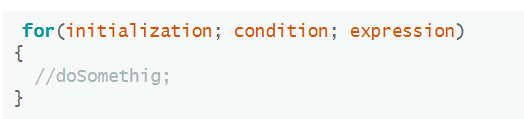 for(initialization; condition; expression)
{
//doSomethig;
}